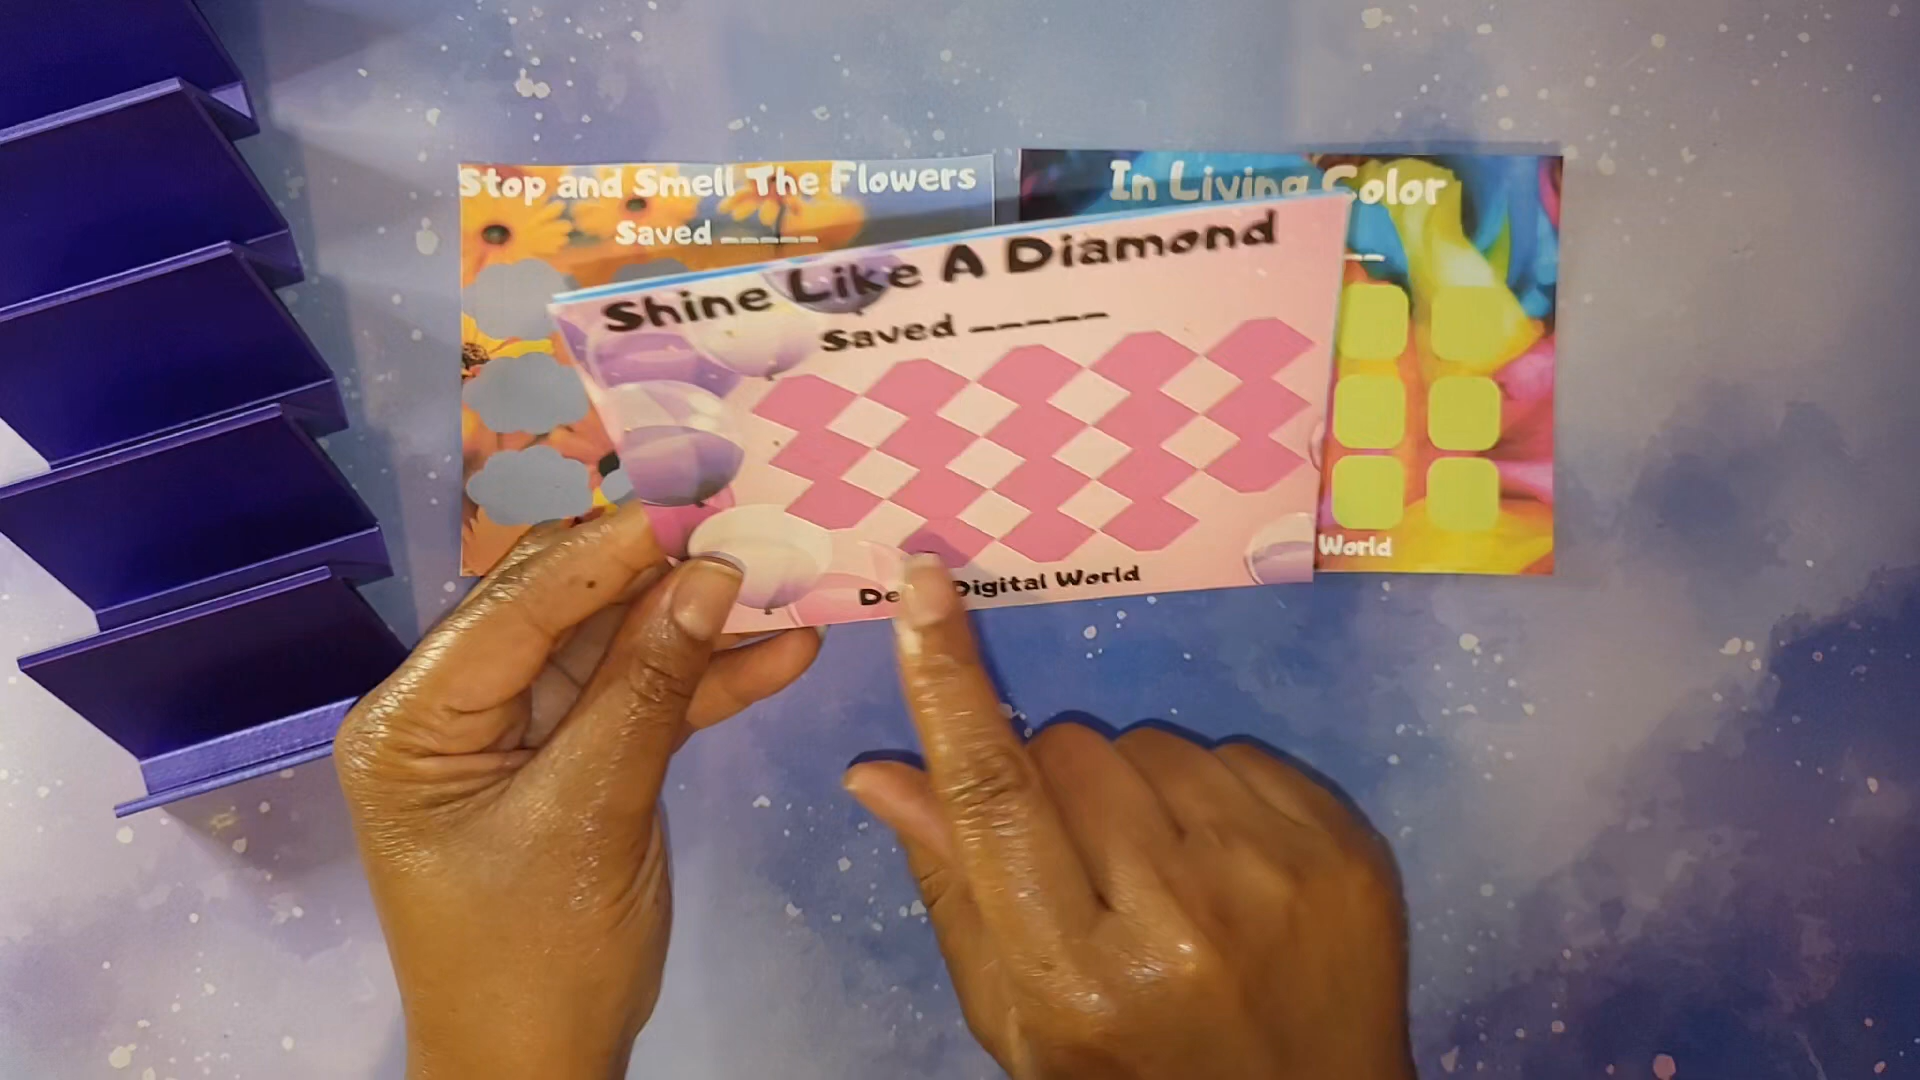 Stop and Smell The Flowers
Saved _____
In Living Color
Shine Like A Diamond
Saved _____
Digital World
World